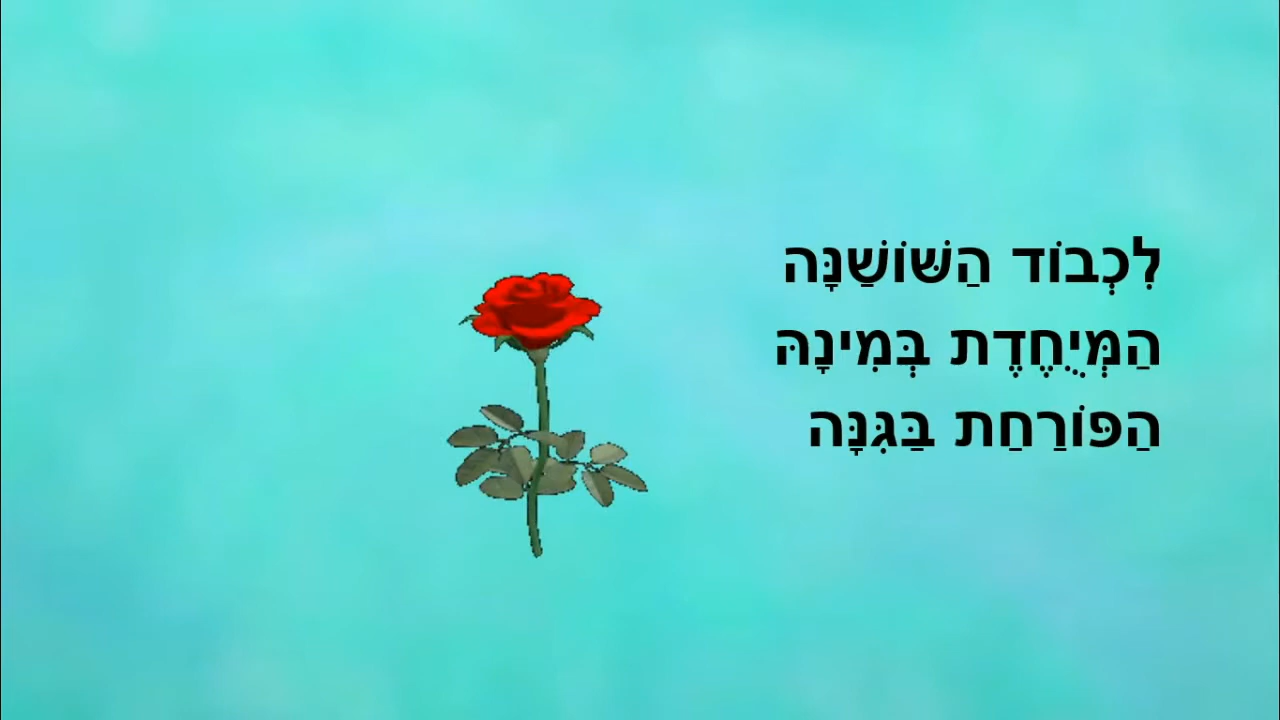 לִכְבוֹד הַשּׁוֹשַׁנָּה
הַמְּיֻחֶדֶת בְּמִינָהּ
הַפּוֹרַחַת בַּגִּנָּה